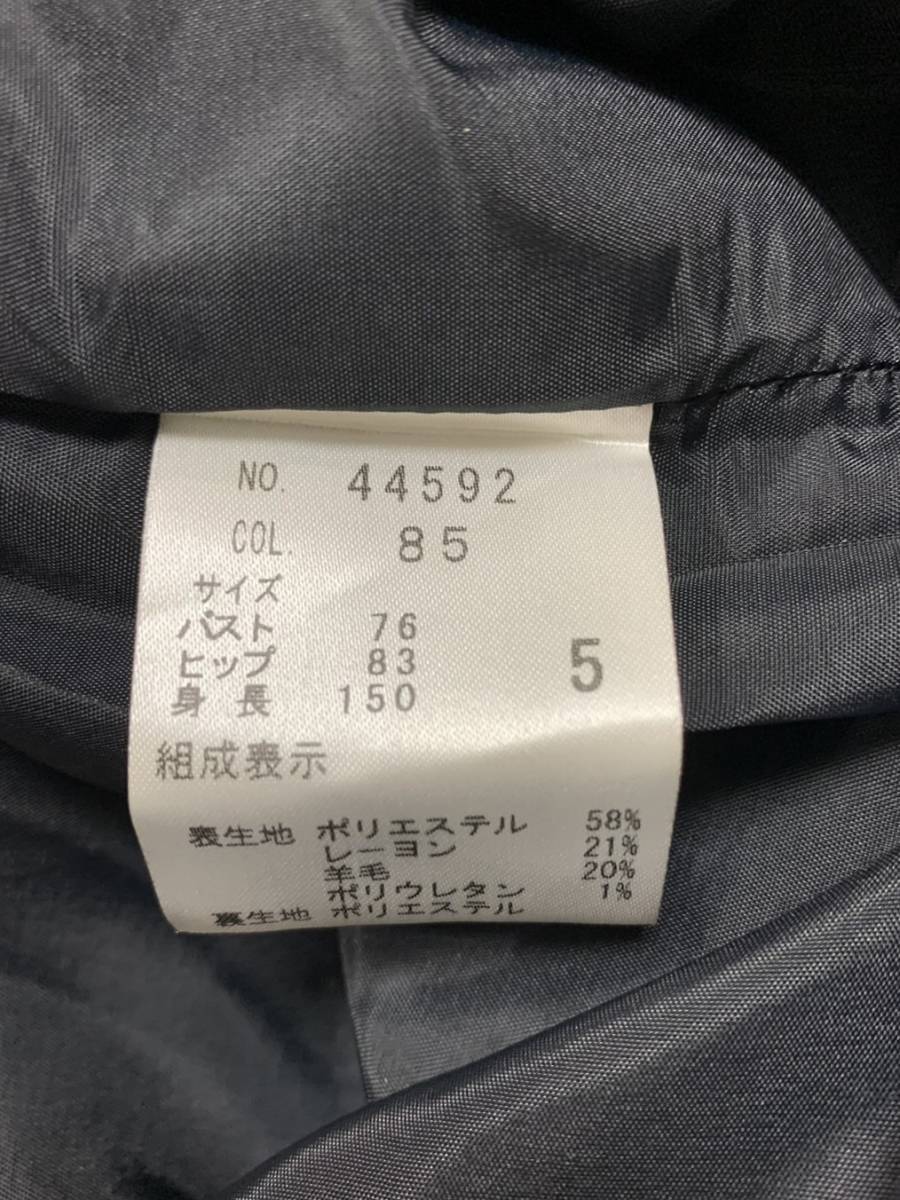 NO. 44592
COL. 85
サイズ
バスト 76
ヒップ 83 5
身 長 150
組成表示
表生地 ポリエステル 58%
レーヨン 21%
羊毛 20%
ポリウレタン 1%
裏生地 ポリエステル